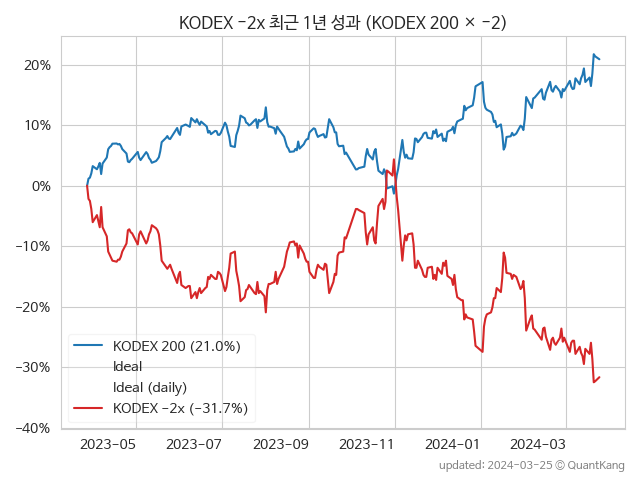 KODEX −2x 최근 1년 성과 (KODEX 200 × −2)
20%
10%
0%
−10%
−20%
−30%
−40%
KODEX 200 (21.0%)
Ideal
Ideal (daily)
KODEX −2x (−31.7%)
2023−05
2023−07
2023−09
2023−11
2024−01
2024−03
updated: 2024−03−25 © QuantKang